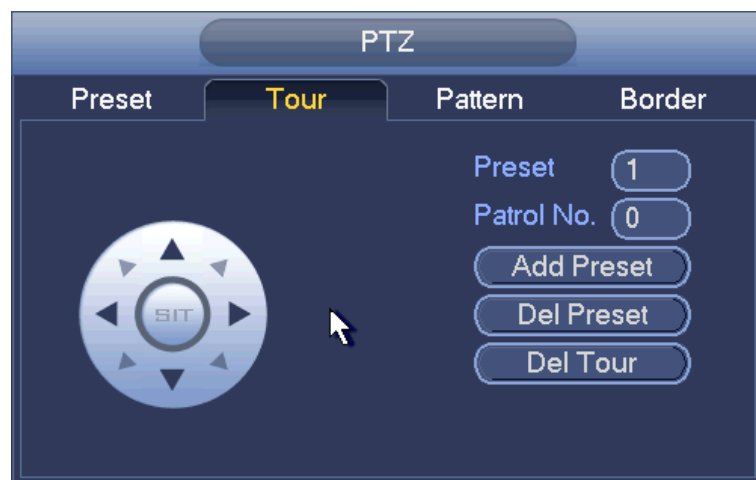 PTZ
Preset Tour Pattern Border
Preset 1
Patrol No. 0
Add Preset
SIT Del Preset
Del Tour